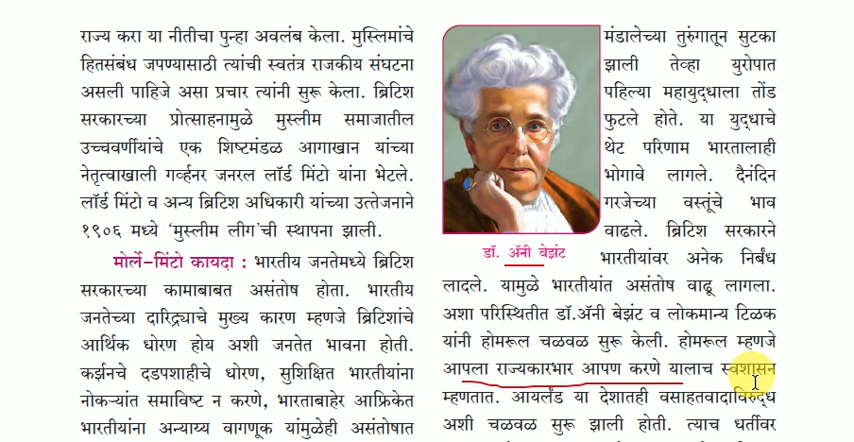 राज्य करा या नीतीचा पुन्हा अवलंब केला. मुस्लिमांचे
हितसंबंध जपण्यासाठी त्यांची स्वतंत्र राजकीय संघटना
असली पाहिजे असा प्रचार त्यांनी सुरू केला. ब्रिटिश
सरकारच्या प्रोत्साहनामुळे मुस्लीम समाजातील
उच्चवर्णीयांचे एक शिष्टमंडळ आगाखान यांच्या
नेतृत्वाखाली गव्हर्नर जनरल लॉर्ड मिंटो यांना भेटले.
लॉर्ड मिंटो व अन्य ब्रिटिश अधिकारी यांच्या उत्तेजनाने
१९०६ मध्ये ‘मुस्लीम लीग’ची स्थापना झाली.
मोर्ले-मिंटो कायदा : भारतीय जनतेमध्ये ब्रिटिश
सरकारच्या कामाबाबत असंतोष होता. भारतीय
जनतेच्या दारिद्र्याचे मुख्य कारण म्हणजे ब्रिटिशांचे
आर्थिक धोरण होय अशी जनतेत भावना होती.
कर्झनचे दडपशाहीचे धोरण, सुशिक्षित भारतीयांना
नोकऱ्यांत समाविष्ट न करणे, भारताबाहेर आफ्रिकेत
भारतीयांना अन्याय्य वागणूक यांमुळेही असंतोषात
डॉ. ॲनी बेझंट
मंडालेच्या तुरुंगातून सुटका
झाली तेव्हा युरोपात
पहिल्या महायुद्धाला तोंड
फुटले होते. या युद्धाचे
थेट परिणाम भारतालाही
भोगावे लागले. दैनंदिन
गरजेच्या वस्तूंचे भाव
वाढले. ब्रिटिश सरकारने
भारतीयांवर अनेक निर्बंध
लादले. यामुळे भारतीयांत असंतोष वाढू लागला.
अशा परिस्थितीत डॉ.ॲनी बेझंट व लोकमान्य टिळक
यांनी होमरूल चळवळ सुरू केली. होमरूल म्हणजे
आपला राज्यकारभार आपण करणे यालाच स्वशासन
म्हणतात. आयर्लंड या देशातही वसाहतवादाविरुद्ध
अशी चळवळ सुरू झाली होती. त्याच धर्तीवर